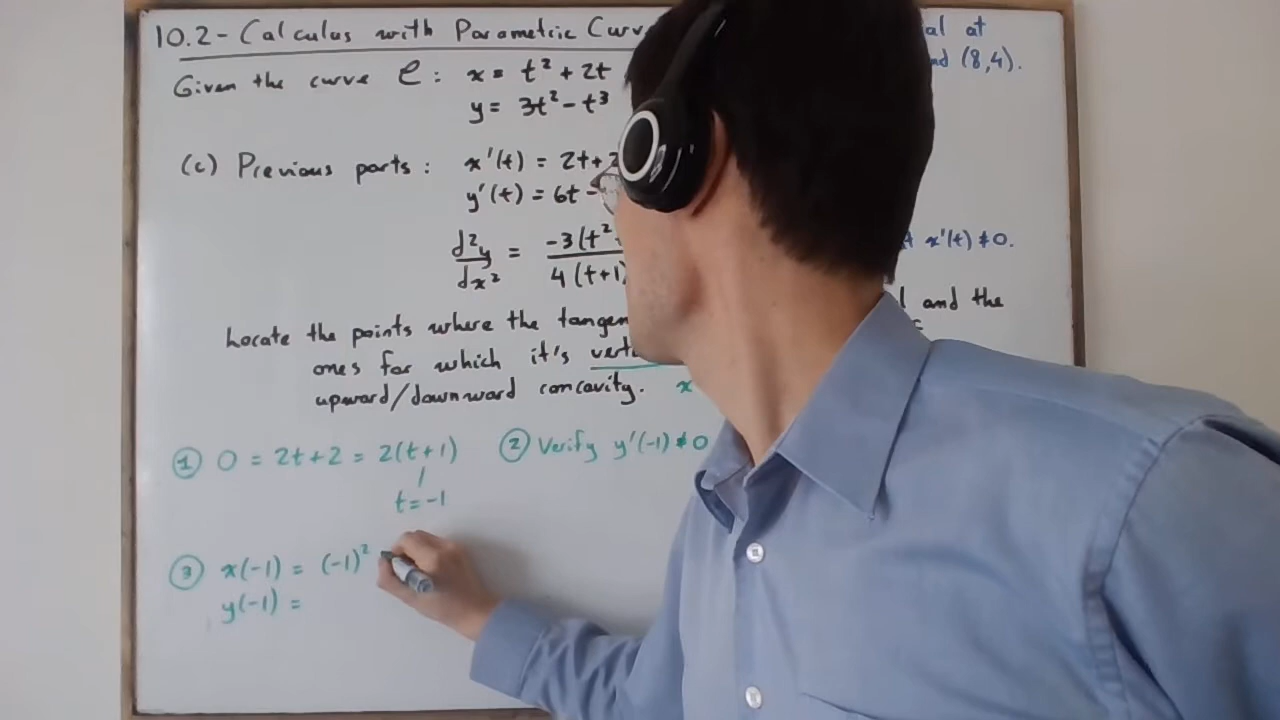 10.2 - Calculus with Parametric Curv
al at
Given the curve C: x = t² + 2t
nd (8,4).
y = 3t² - t³
(c) Previous parts: x'(t) = 2t+2
y'(t) = 6t -
d²y/dx² = -3(t²/4(t+1)
x'(t) ≠ 0.
Locate the points where the tangen
and the
ones for which it's vert
upward/downward concavity. x
① 0 = 2t+2 = 2(t+1)
② Verify y'(-1) ≠ 0
t = -1
③ x(-1) = (-1)²
y(-1) =